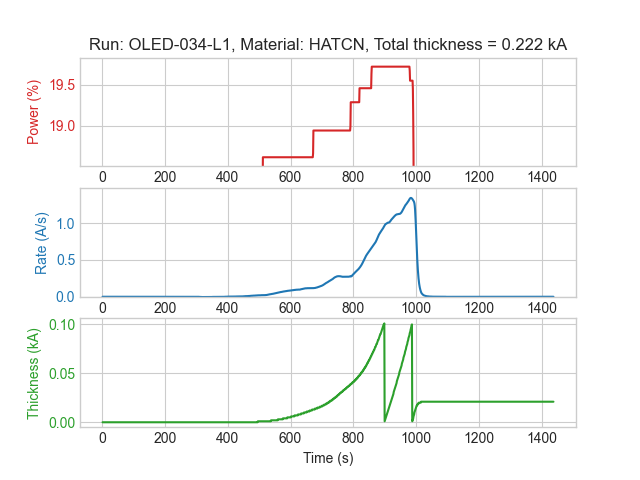 Run: OLED-034-L1, Material: HATCN, Total thickness = 0.222 kA
Power (%)
19.5
19.0
0 200 400 600 800 1000 1200 1400
Rate (A/s)
1.0
0.5
0.0
0 200 400 600 800 1000 1200 1400
Thickness (kA)
0.10
0.05
0.00
0 200 400 600 800 1000 1200 1400
Time (s)